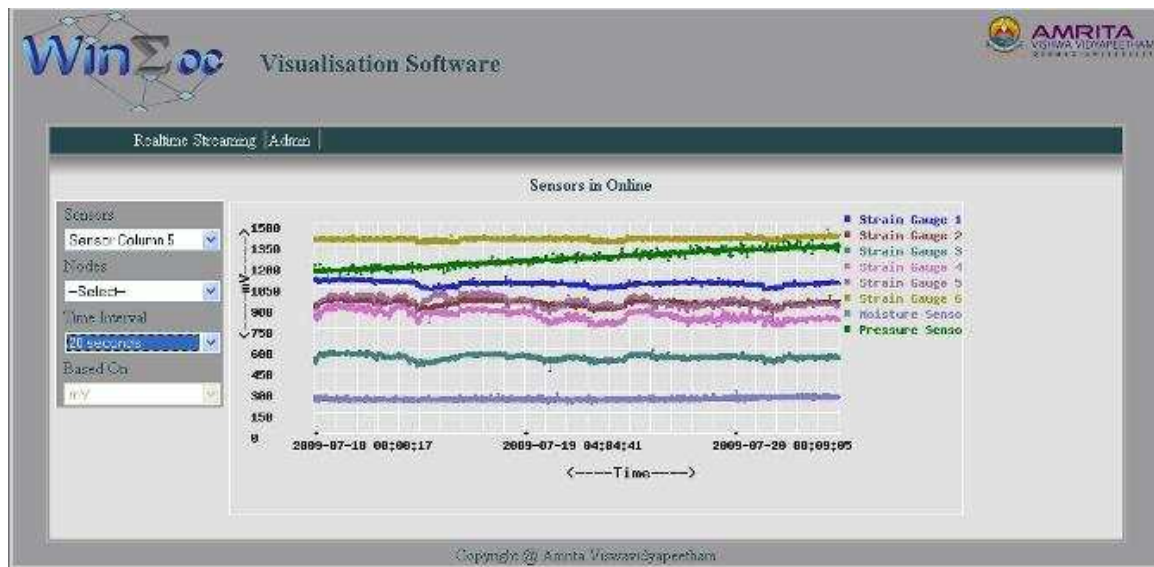 WinΣoc
Visualisation Software
AMRITA
VISHWA VIDYAPEETHAM
Realtime Streaming | Admin |
Sensors in Online
Sensors
Sensor Column 5
Nodes
--Select--
Time Interval
20 seconds
Based On
mV
1500
1350
1200
1050
900
750
600
450
300
150
0
<----mV---->
2009-07-18 00:00:17
2009-07-19 04:04:41
2009-07-20 08:09:05
<----Time---->
Strain Gauge 1
Strain Gauge 2
Strain Gauge 3
Strain Gauge 4
Strain Gauge 5
Strain Gauge 6
Moisture Senso
Pressure Senso
Copyright @ Amrita Viswavidyapeetham